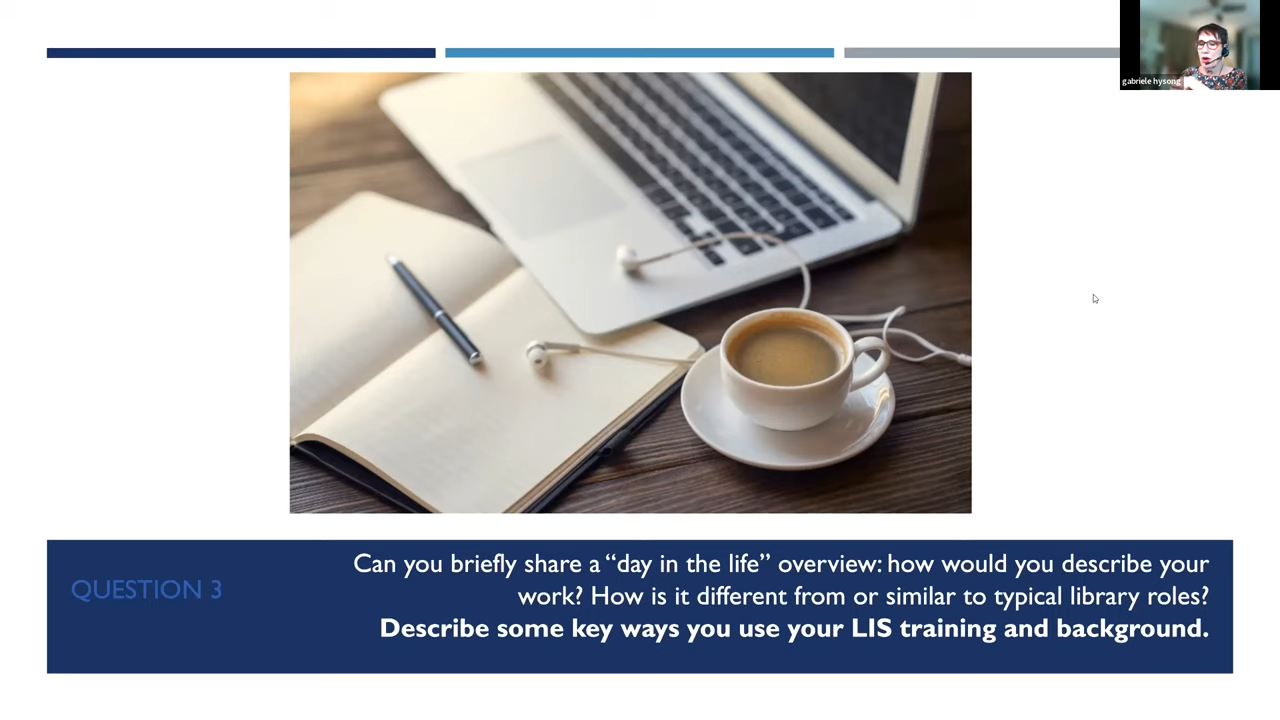 gabriele hysong
QUESTION 3
Can you briefly share a “day in the life” overview: how would you describe your
work? How is it different from or similar to typical library roles?
Describe some key ways you use your LIS training and background.